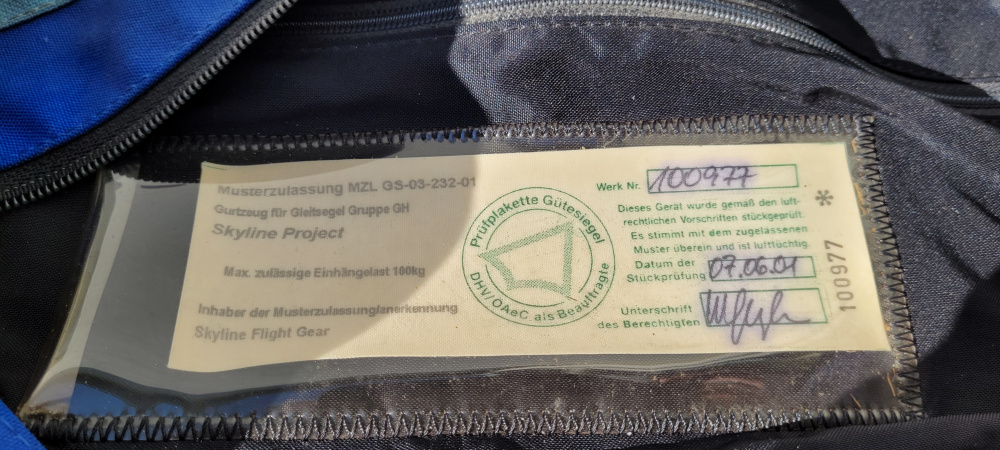 Musterzulassung MZL GS-03-232-01
Gurtzeug für Gleitsegel Gruppe GH
Skyline Project
Max. zulässige Einhängelast 100kg
Inhaber der Musterzulassung/anerkennung
Skyline Flight Gear
Prüfplakette Gütesiegel
DHV/OAeC als Beauftragte
Werk Nr. 100977
Dieses Gerät wurde gemäß den luft-
rechtlichen Vorschriften stückgeprüft.
Es stimmt mit dem zugelassenen
Muster überein und ist lufttüchtig.
Datum der
Stückprüfung 07.06.01
Unterschrift
des Berechtigten
100977 *